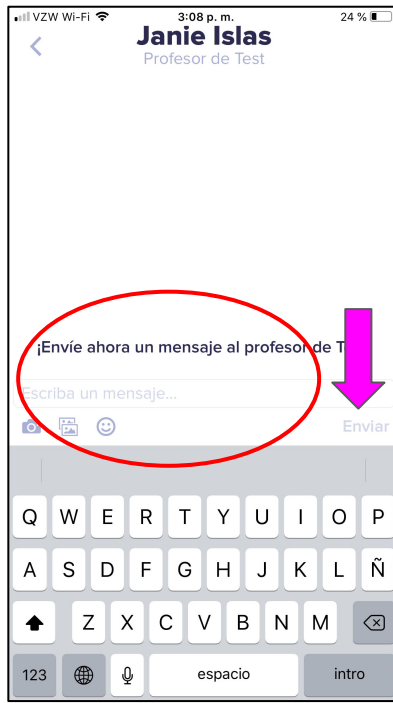 VZW Wi-Fi 3:08 p. m. 24 %
Janie Islas
Profesor de Test
¡Envíe ahora un mensaje al profesor de
Escriba un mensaje...
Enviar
Q W E R T Y U I O P
A S D F G H J K L Ñ
Z X C V B N M
123 espacio intro